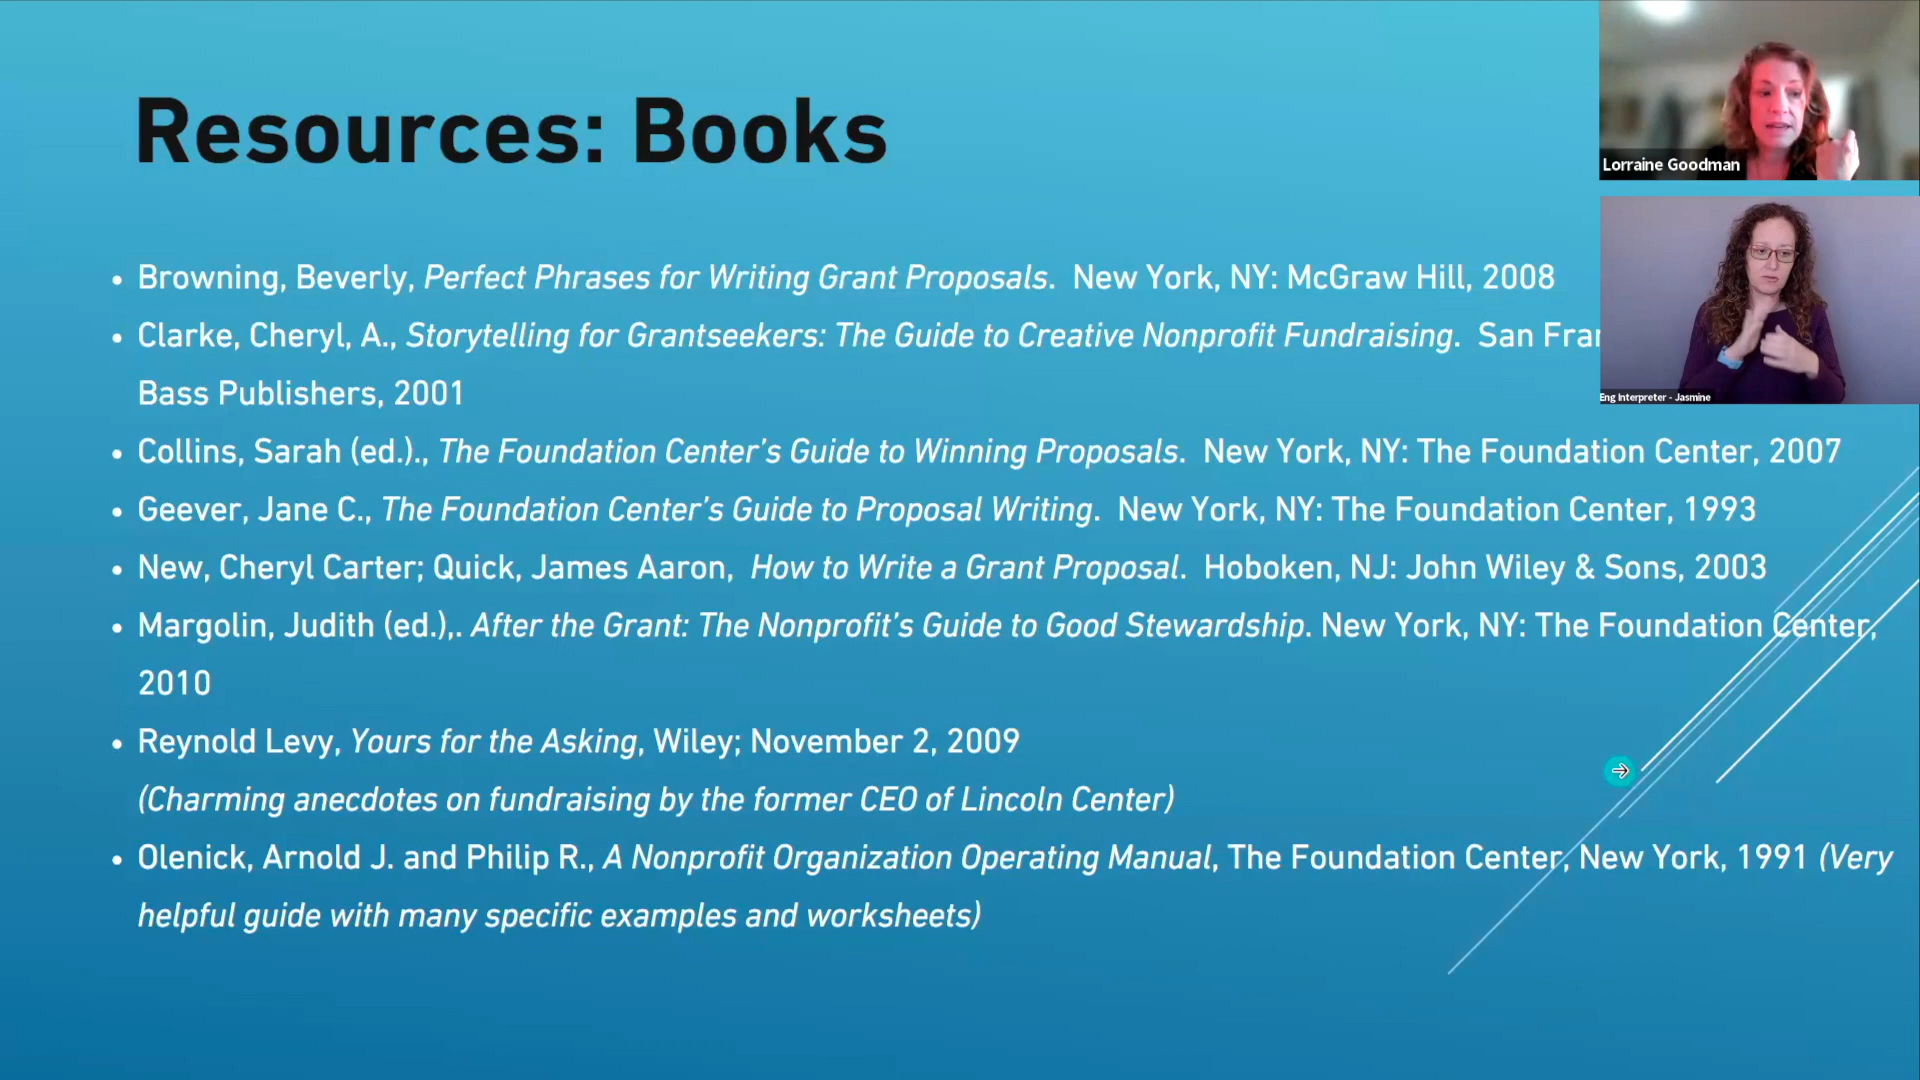 Resources: Books
• Browning, Beverly, Perfect Phrases for Writing Grant Proposals. New York, NY: McGraw Hill, 2008
• Clarke, Cheryl, A., Storytelling for Grantseekers: The Guide to Creative Nonprofit Fundraising. San
Bass Publishers, 2001
• Collins, Sarah (ed.)., The Foundation Center’s Guide to Winning Proposals. New York, NY: The Foundation Center, 2007
• Geever, Jane C., The Foundation Center’s Guide to Proposal Writing. New York, NY: The Foundation Center, 1993
• New, Cheryl Carter; Quick, James Aaron, How to Write a Grant Proposal. Hoboken, NJ: John Wiley & Sons, 2003
• Margolin, Judith (ed.),. After the Grant: The Nonprofit’s Guide to Good Stewardship. New York, NY: The Foundation Center,
2010
• Reynold Levy, Yours for the Asking, Wiley; November 2, 2009
(Charming anecdotes on fundraising by the former CEO of Lincoln Center)
• Olenick, Arnold J. and Philip R., A Nonprofit Organization Operating Manual, The Foundation Center, New York, 1991 (Very
helpful guide with many specific examples and worksheets)
Lorraine Goodman
Eng Interpreter - Jasmine